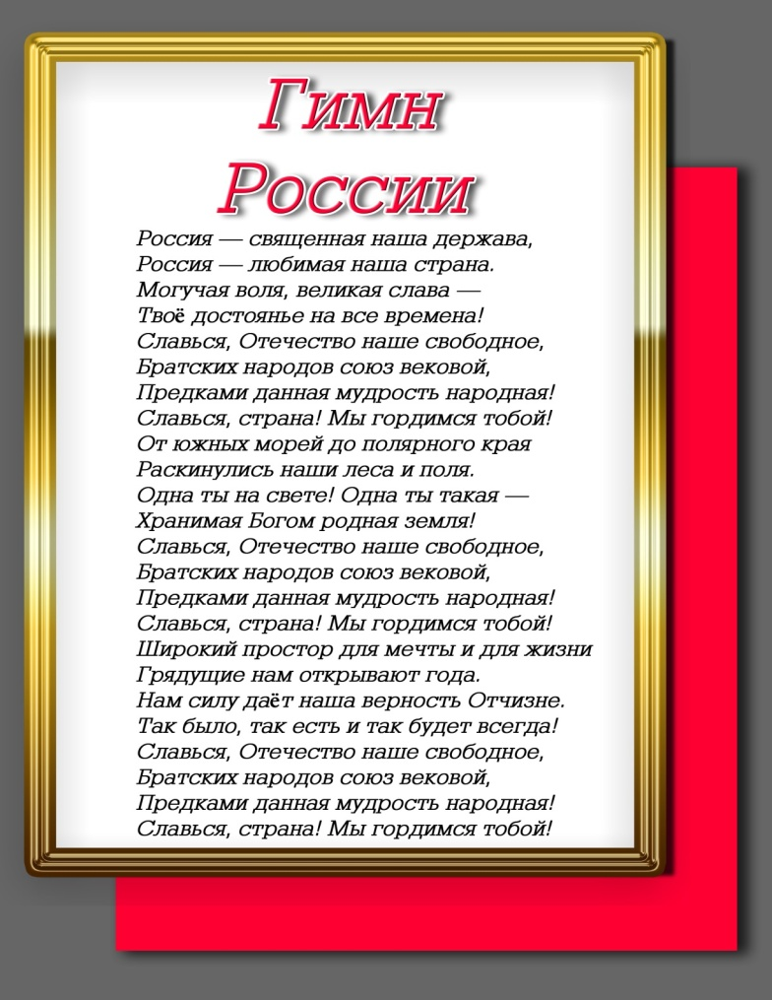 Гимн
России
Россия — священная наша держава,
Россия — любимая наша страна.
Могучая воля, великая слава —
Твоё достоянье на все времена!
Славься, Отечество наше свободное,
Братских народов союз вековой,
Предками данная мудрость народная!
Славься, страна! Мы гордимся тобой!
От южных морей до полярного края
Раскинулись наши леса и поля.
Одна ты на свете! Одна ты такая —
Хранимая Богом родная земля!
Славься, Отечество наше свободное,
Братских народов союз вековой,
Предками данная мудрость народная!
Славься, страна! Мы гордимся тобой!
Широкий простор для мечты и для жизни
Грядущие нам открывают года.
Нам силу даёт наша верность Отчизне.
Так было, так есть и так будет всегда!
Славься, Отечество наше свободное,
Братских народов союз вековой,
Предками данная мудрость народная!
Славься, страна! Мы гордимся тобой!